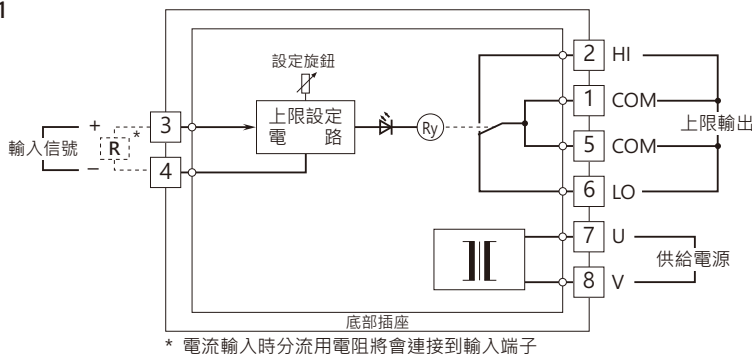 1
設定旋鈕
上限設定
電 路
Ry
輸入信號
+
−
R
*
3
4
2 HI
1 COM
5 COM
6 LO
上限輸出
7 U
8 V
供給電源
底部插座
* 電流輸入時分流用電阻將會連接到輸入端子